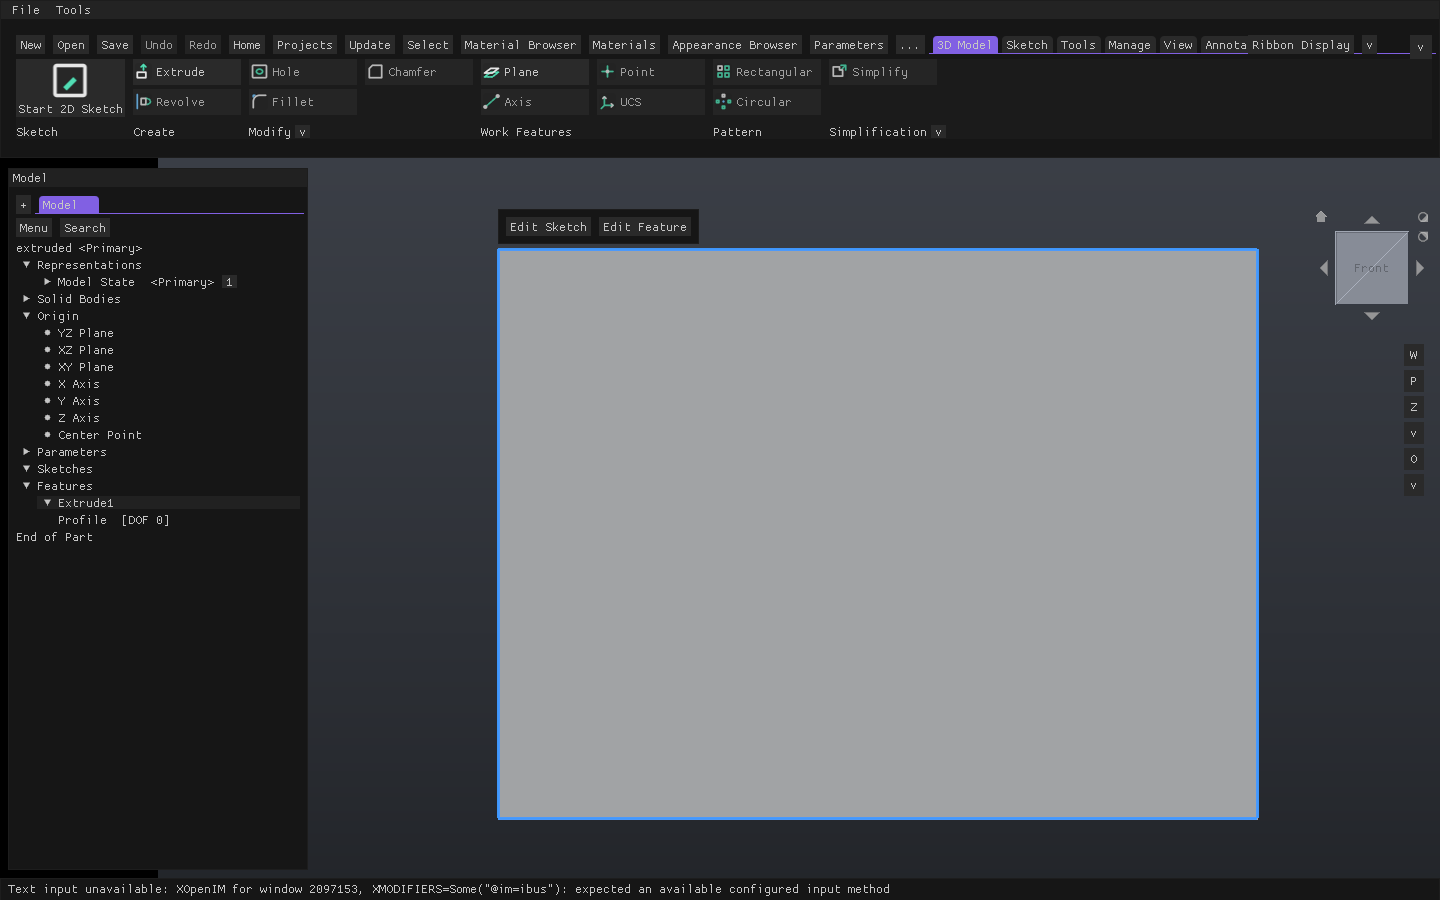 File Tools
New Open Save Undo Redo Home Projects Update Select Material Browser Materials Appearance Browser Parameters ... 3D Model Sketch Tools Manage View Annota Ribbon Display v v
Start 2D Sketch
Extrude
Revolve
Hole
Fillet
Chamfer
Plane
Axis
Point
UCS
Rectangular
Circular
Simplify
Sketch Create Modify v Work Features Pattern Simplification v
Model
+ Model
Menu Search
extruded <Primary>
Representations
Model State <Primary> 1
Solid Bodies
Origin
YZ Plane
XZ Plane
XY Plane
X Axis
Y Axis
Z Axis
Center Point
Parameters
Sketches
Features
Extrude1
Profile [DOF 0]
End of Part
Edit Sketch Edit Feature
Front
W
P
Z
v
O
v
Text input unavailable: XOpenIM for window 2097153, XMODIFIERS=Some("@im=ibus"): expected an available configured input method